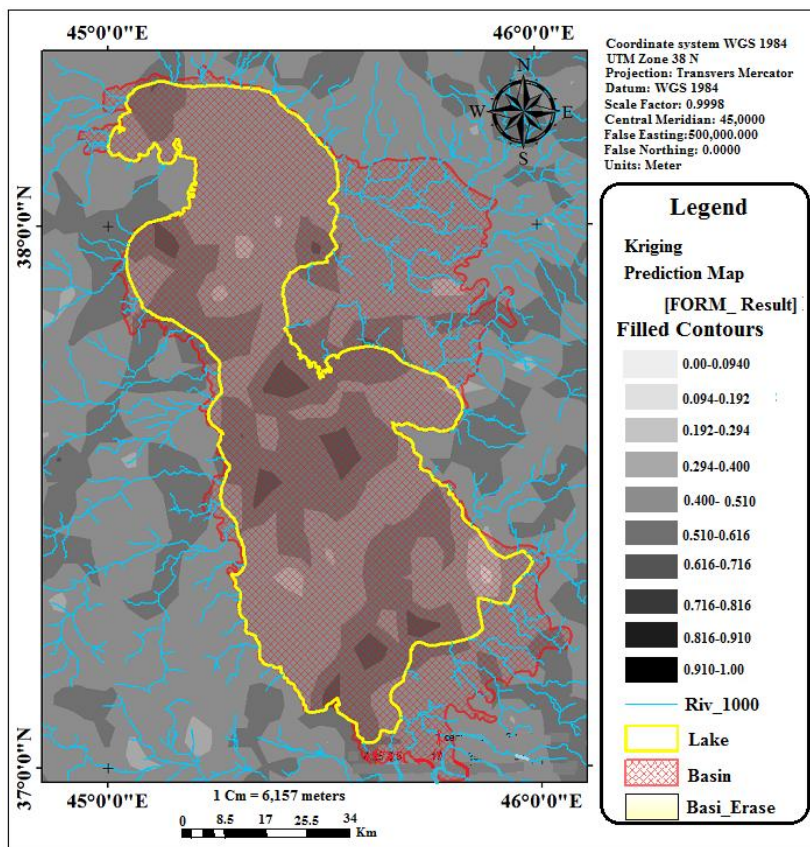 45°0'0"E
46°0'0"E
Coordinate system WGS 1984
UTM Zone 38 N
Projection: Transvers Mercator
Datum: WGS 1984
Scale Factor: 0.9998
Central Meridian: 45,0000
False Easting:500,000.000
False Northing: 0.0000
Units: Meter
N
W
E
S
38°0'0"N
37°0'0"N
Legend
Kriging
Prediction Map
[FORM_ Result]
Filled Contours
0.00-0.0940
0.094-0.192
0.192-0.294
0.294-0.400
0.400- 0.510
0.510-0.616
0.616-0.716
0.716-0.816
0.816-0.910
0.910-1.00
Riv_1000
Lake
Basin
Basi_Erase
45°0'0"E
46°0'0"E
1 Cm = 6,157 meters
0 8.5 17 25.5 34
Km